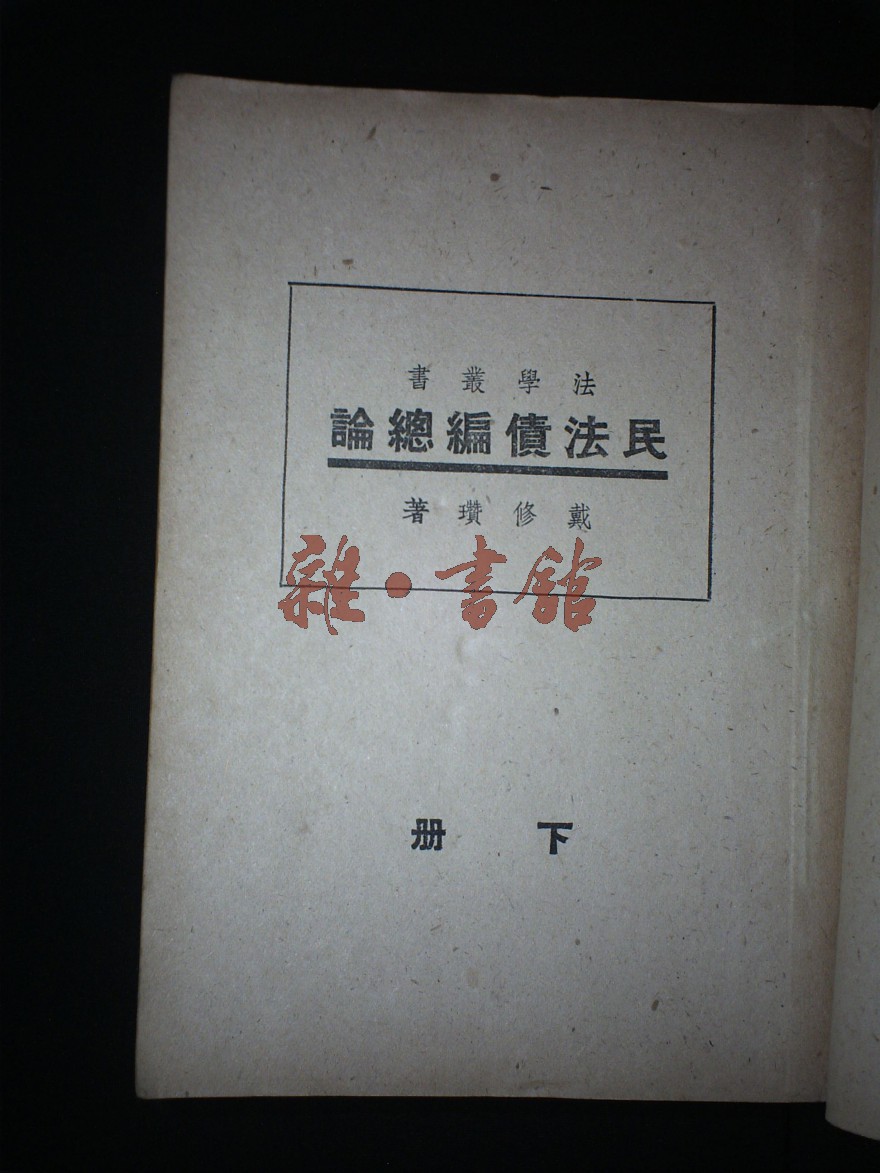 法學叢書
民法債編總論
戴修瓚著
雜·書館
下册